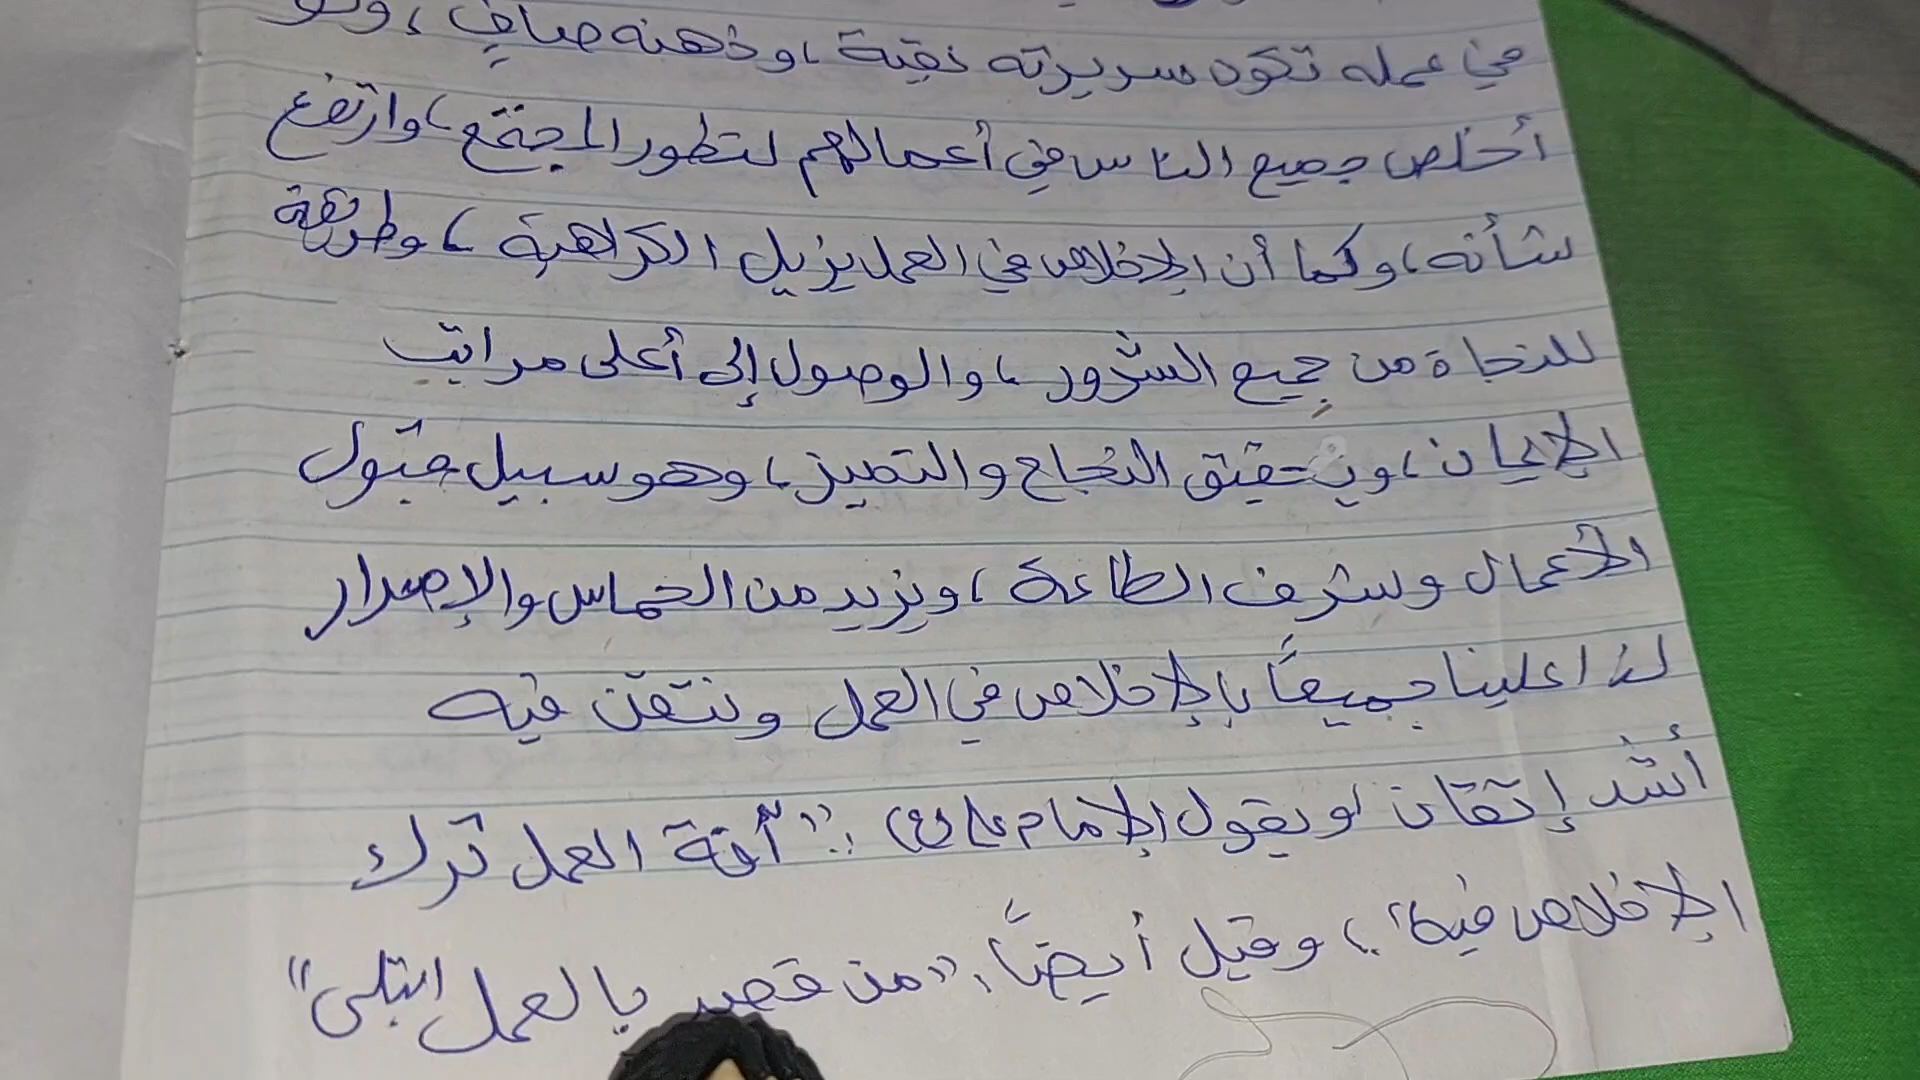 في عمله تكون سريرته نقية ، وذهنه صافي ، ولو
أخلص جميع الناس في أعمالهم لتطور المجتمع ، وارتفع
شأنه ، وكما أن الإخلاص في العمل يزيل الكراهية ، وطريقة
للنجاة من جميع الشرور ، والوصول إلى أعلى مراتب
الإيمان ، وتحقيق النجاح والتميز ، وهو سبيل قبول
الأعمال وشرف الطاعة ، ويزيد من الحماس والإصرار
لذا علينا جميعاً بالإخلاص في العمل ونتقن فيه
أشد إتقان ويقول الإمام علي (ع) : " آفة العمل ترك
الإخلاص فيه " ، وقيل أيضاً : " من قصر بالعمل ابتلى "